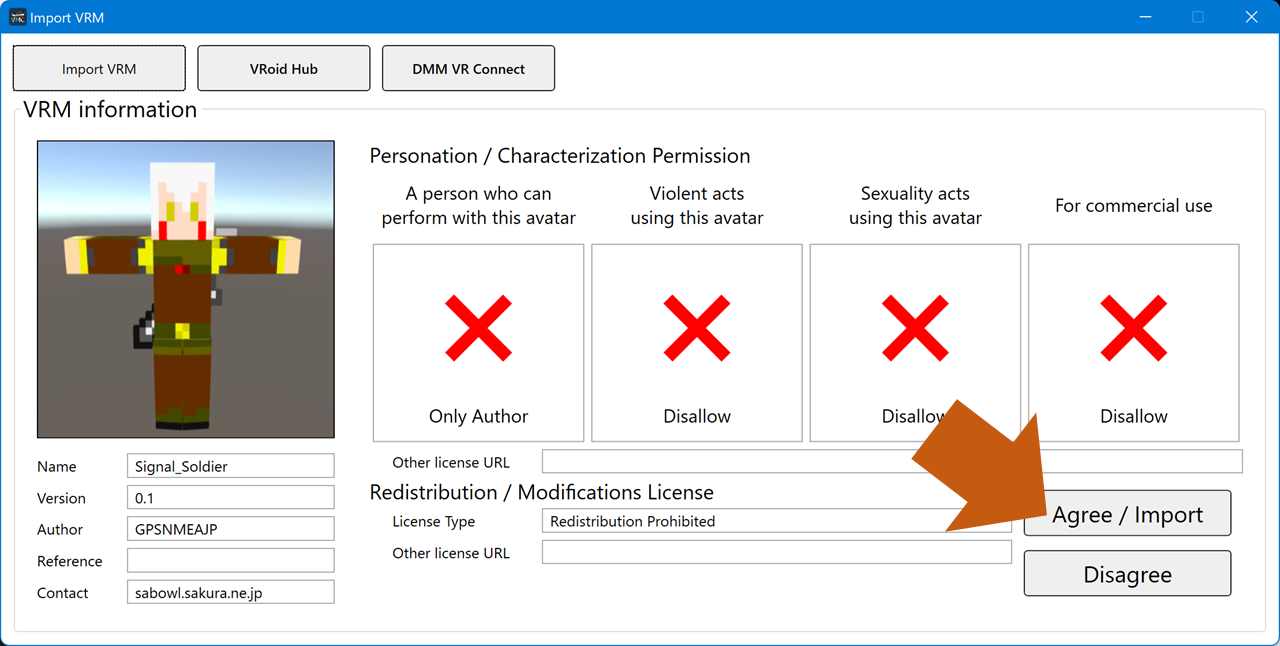 Import VRM
Import VRM
VRoid Hub
DMM VR Connect
VRM information
Personation / Characterization Permission
A person who can
perform with this avatar
Violent acts
using this avatar
Sexuality acts
using this avatar
For commercial use
Only Author
Disallow
Disallow
Disallow
Name
Signal_Soldier
Version
0.1
Author
GPSNMEAJP
Reference
Contact
sabowl.sakura.ne.jp
Other license URL
Redistribution / Modifications License
License Type
Redistribution Prohibited
Other license URL
Agree / Import
Disagree